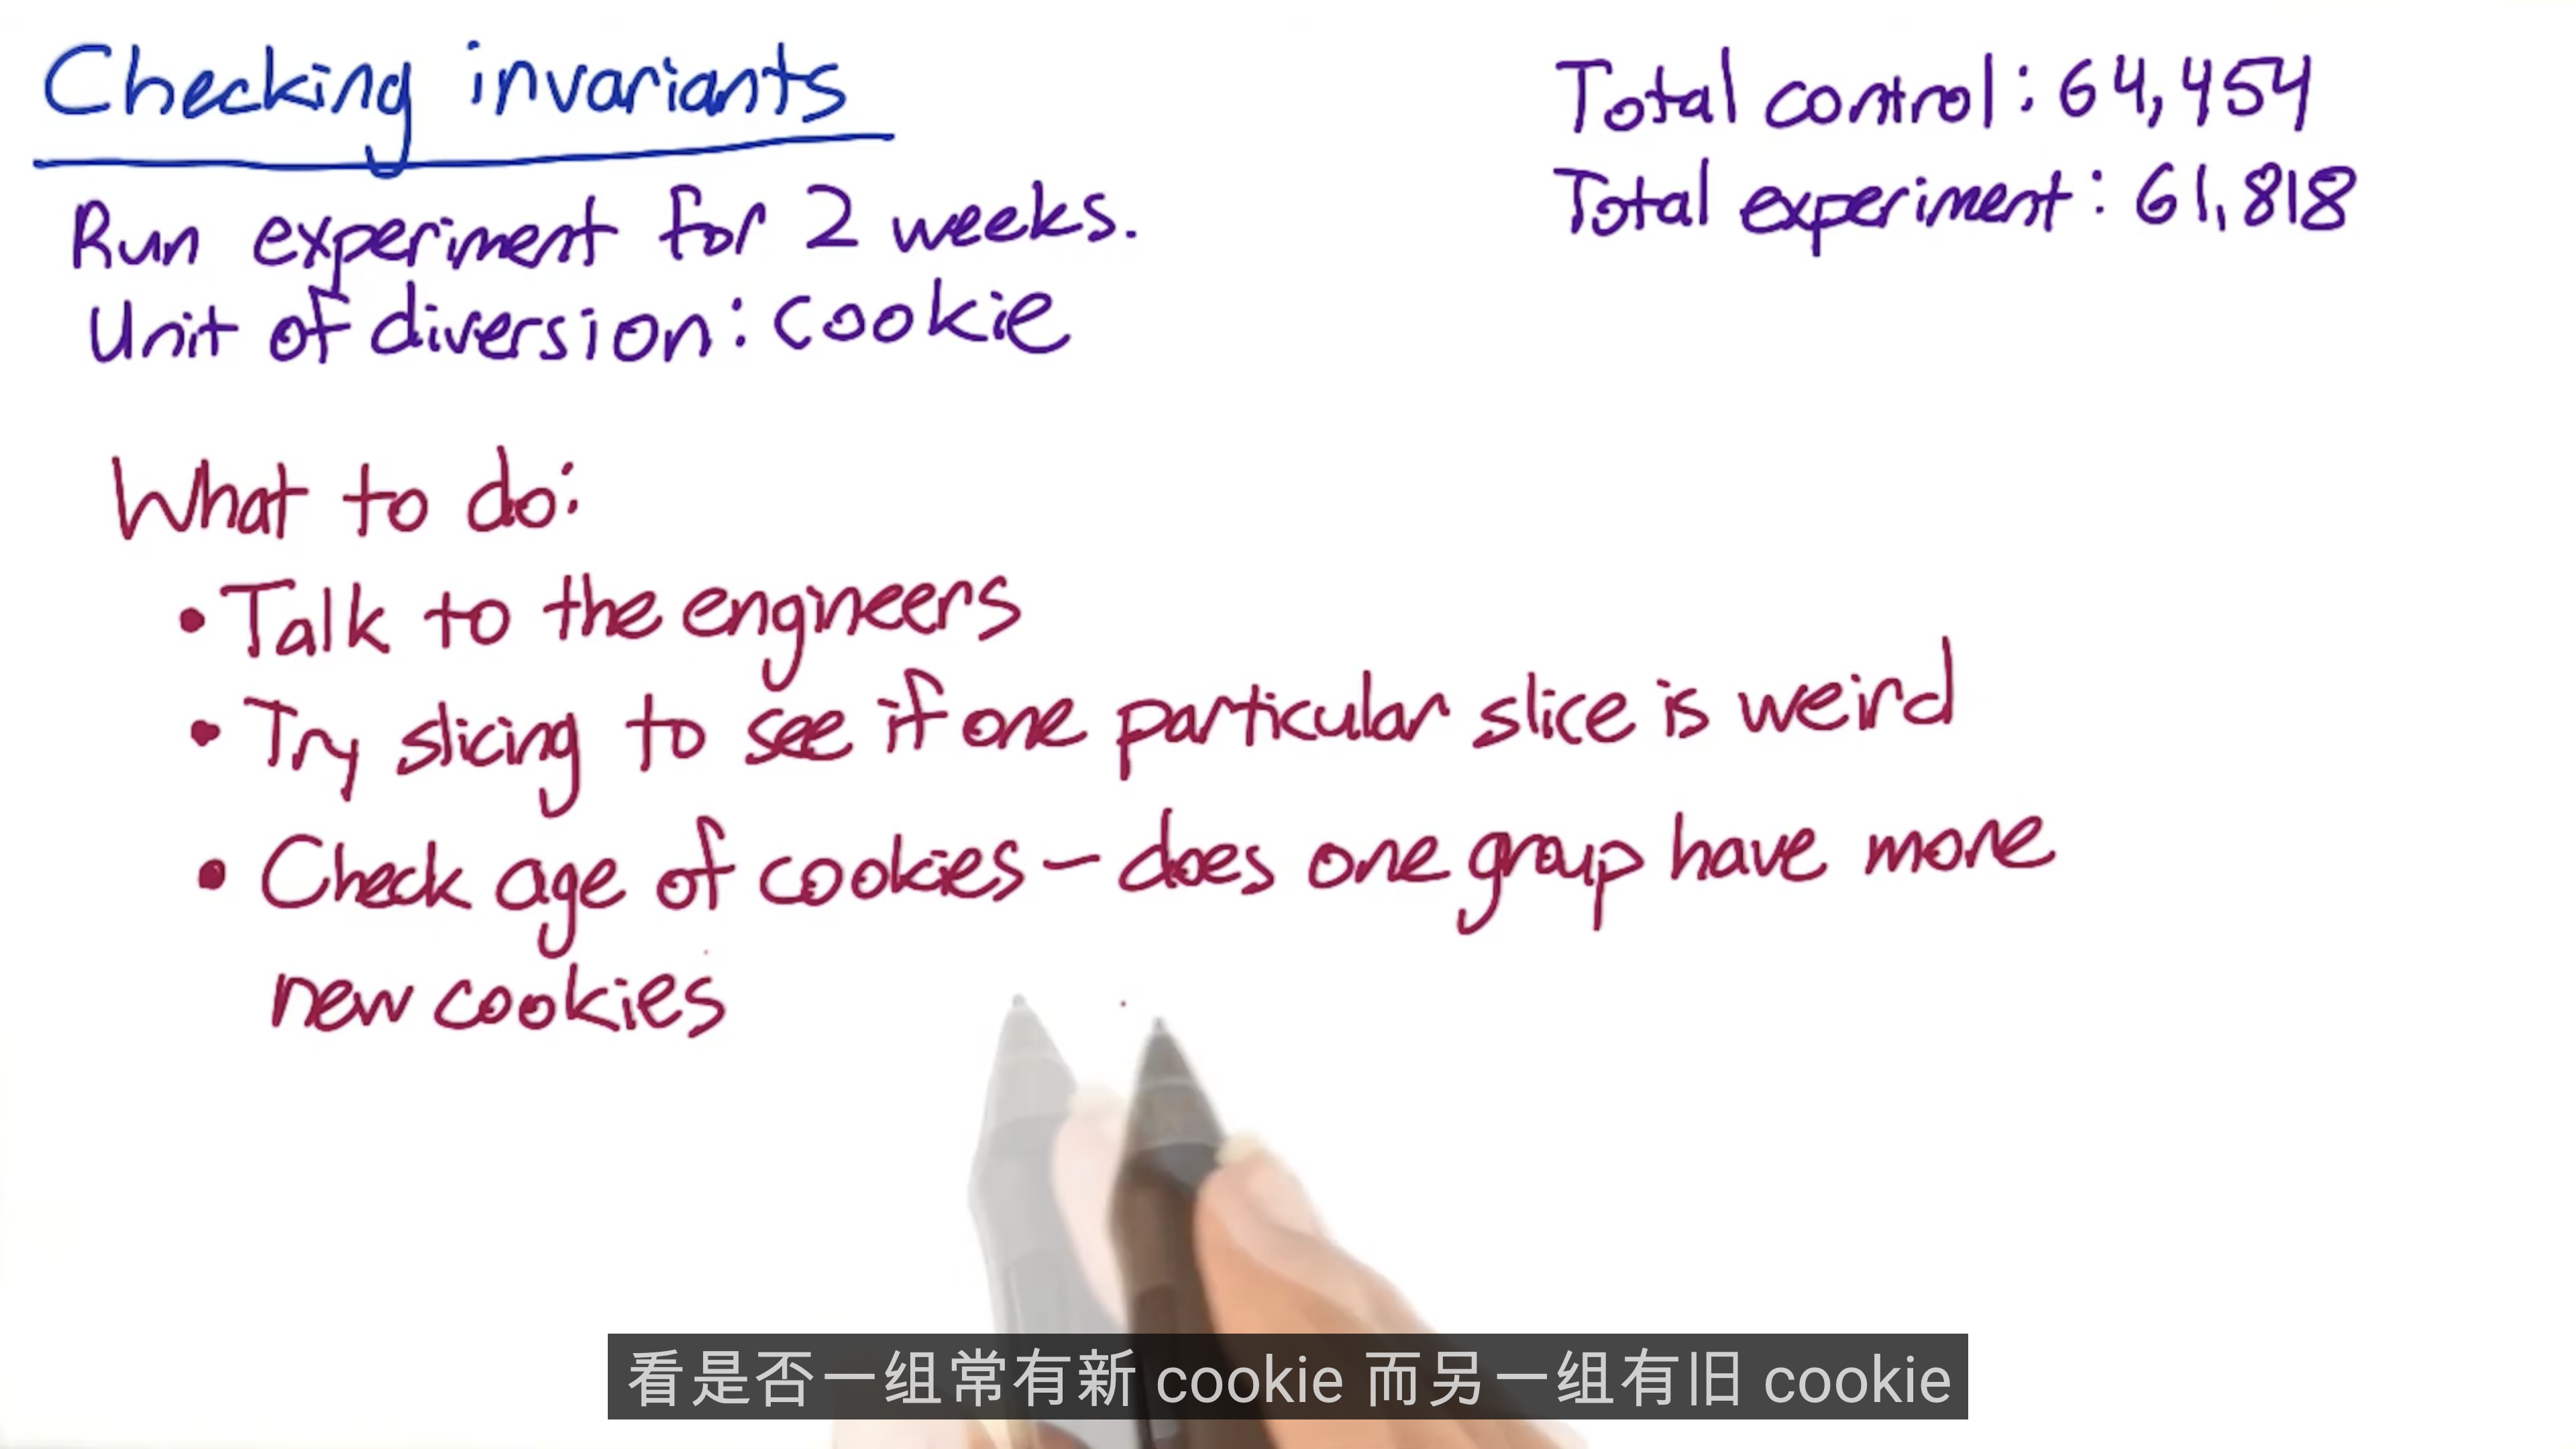 Checking invariants
Total control: 64,454
Total experiment: 61,818
Run experiment for 2 weeks.
Unit of diversion: cookie
What to do:
• Talk to the engineers
• Try slicing to see if one particular slice is weird
• Check age of cookies – does one group have more
new cookies
看是否一组常有新 cookie 而另一组有旧 cookie